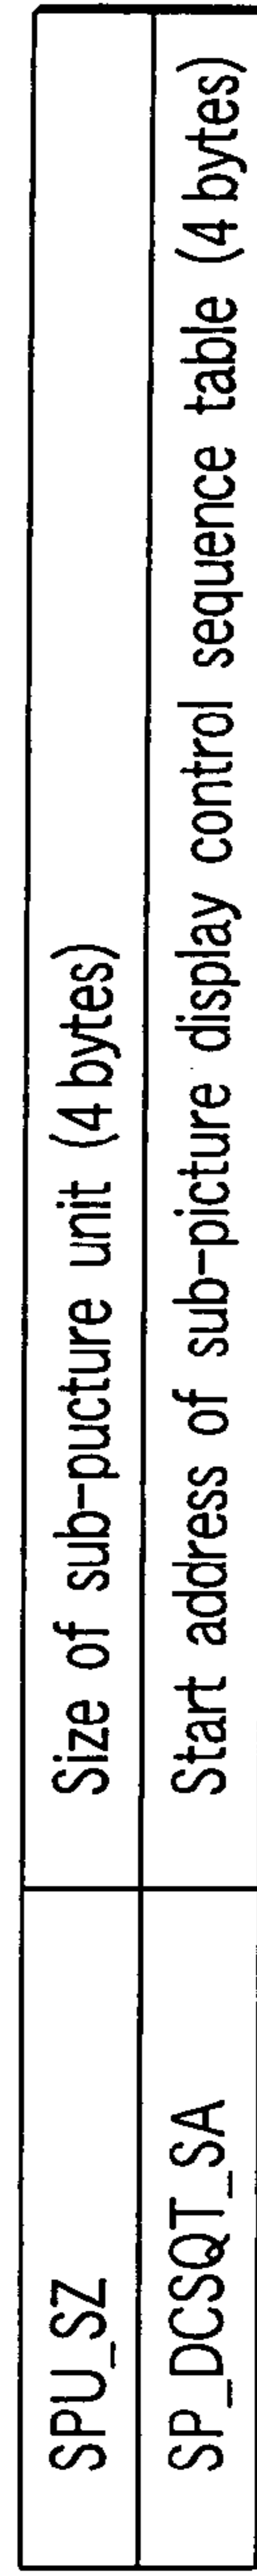 SPU_SZ Size of sub-pucture unit (4 bytes)
SP_DCSQT_SA Start address of sub-picture display control sequence table (4 bytes)